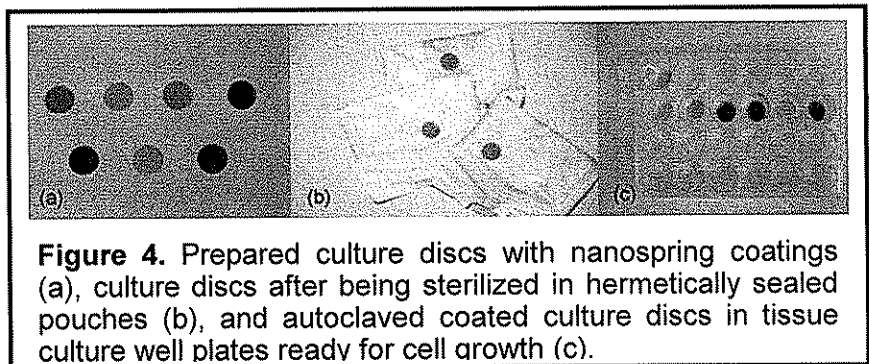 (a) (b) (c)
Figure 4. Prepared culture discs with nanospring coatings
(a), culture discs after being sterilized in hermetically sealed
pouches (b), and autoclaved coated culture discs in tissue
culture well plates ready for cell growth (c).